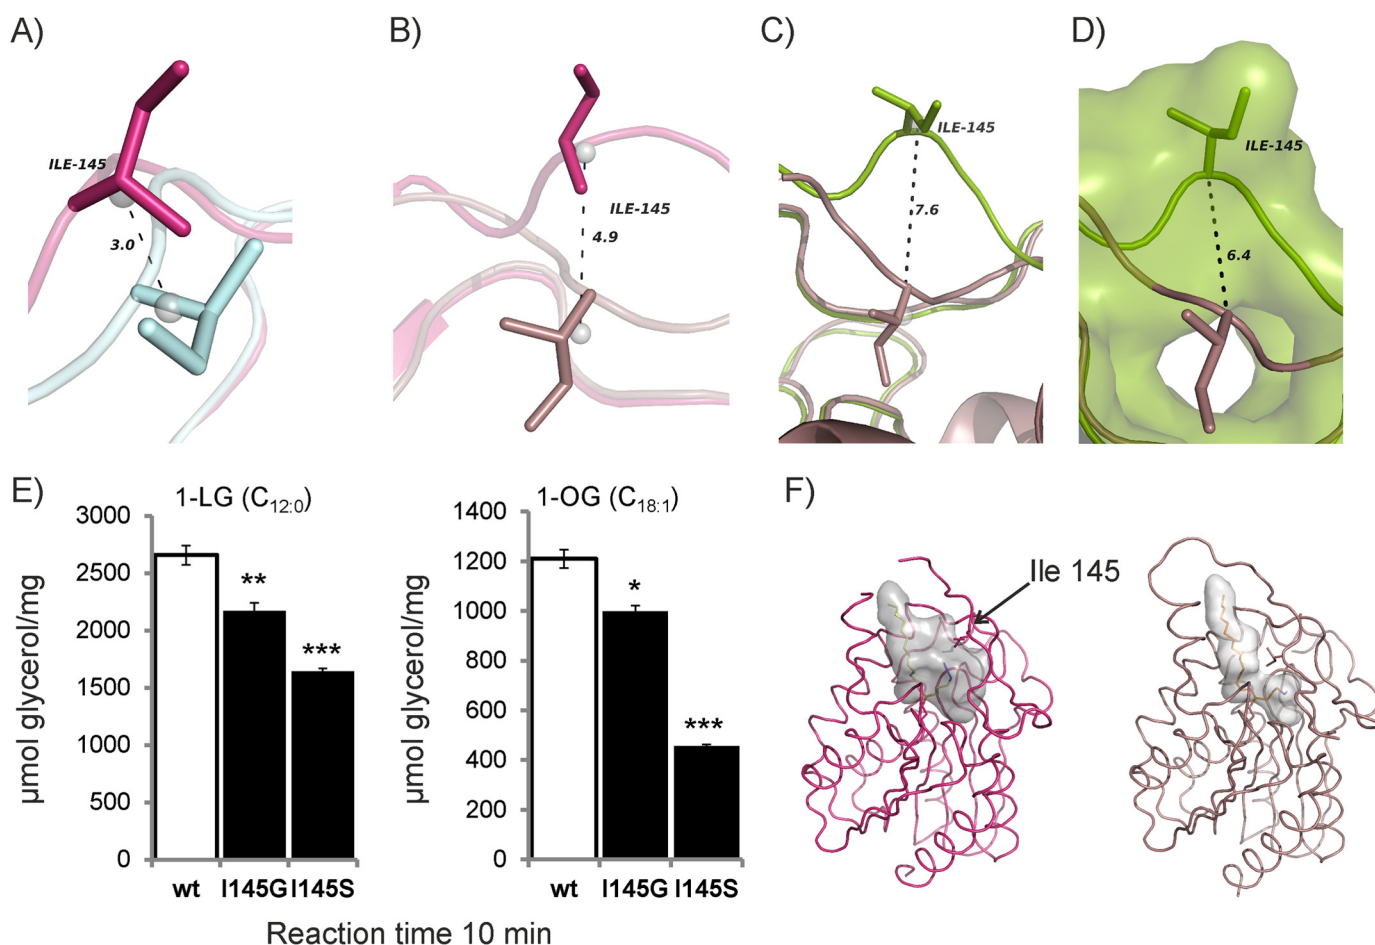 A)
B)
C)
D)
ILE-145
3.0
ILE-145
4.9
ILE-145
7.6
ILE-145
6.4
E)
1-LG (C12:0)
µmol glycerol/mg
3000
2500
2000
1500
1000
500
0
**
***
wt
I145G
I145S
1-OG (C18:1)
µmol glycerol/mg
1400
1200
1000
800
600
400
200
0
*
***
wt
I145G
I145S
Reaction time 10 min
F)
Ile 145